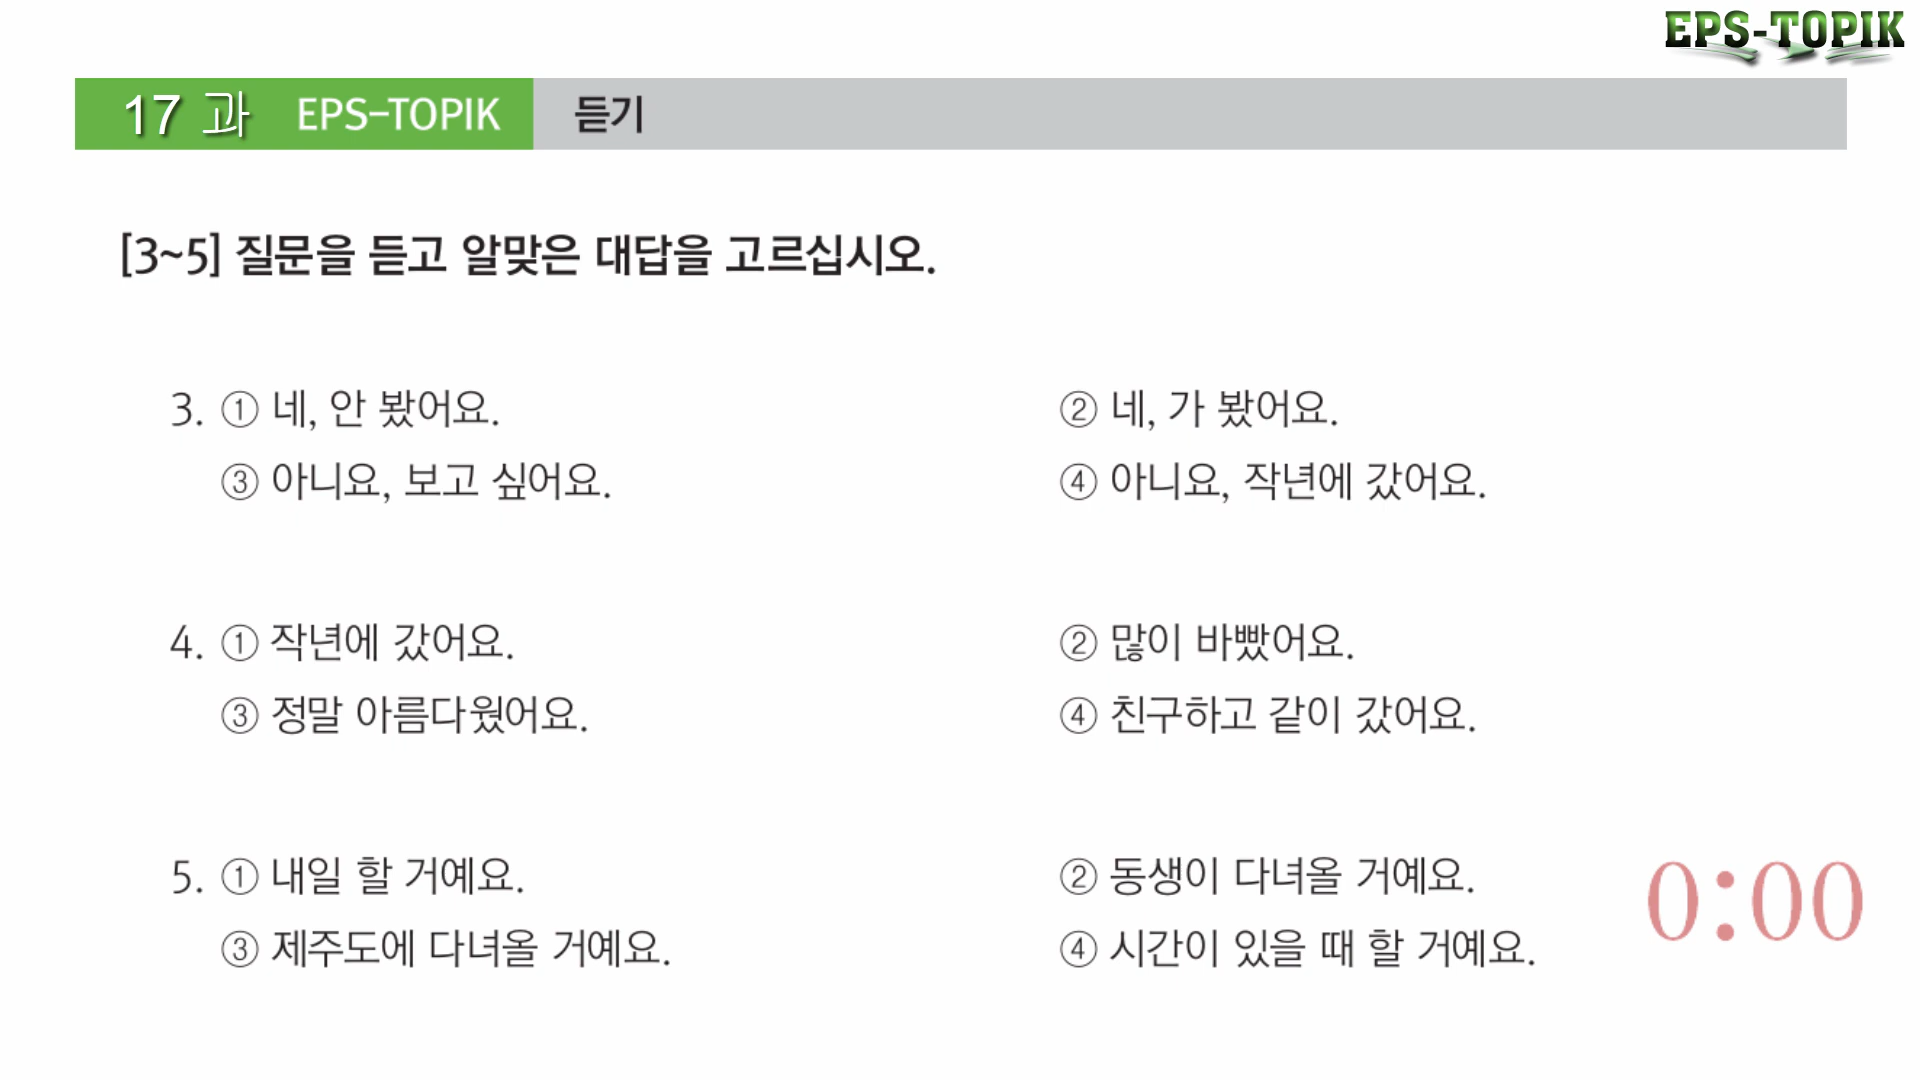 EPS-TOPIK
17 과 EPS-TOPIK 듣기
[3~5] 질문을 듣고 알맞은 대답을 고르십시오.
3. ① 네, 안 봤어요. ② 네, 가 봤어요.
③ 아니요, 보고 싶어요. ④ 아니요, 작년에 갔어요.
4. ① 작년에 갔어요. ② 많이 바빴어요.
③ 정말 아름다웠어요. ④ 친구하고 같이 갔어요.
5. ① 내일 할 거예요. ② 동생이 다녀올 거예요.
③ 제주도에 다녀올 거예요. ④ 시간이 있을 때 할 거예요.
0:00